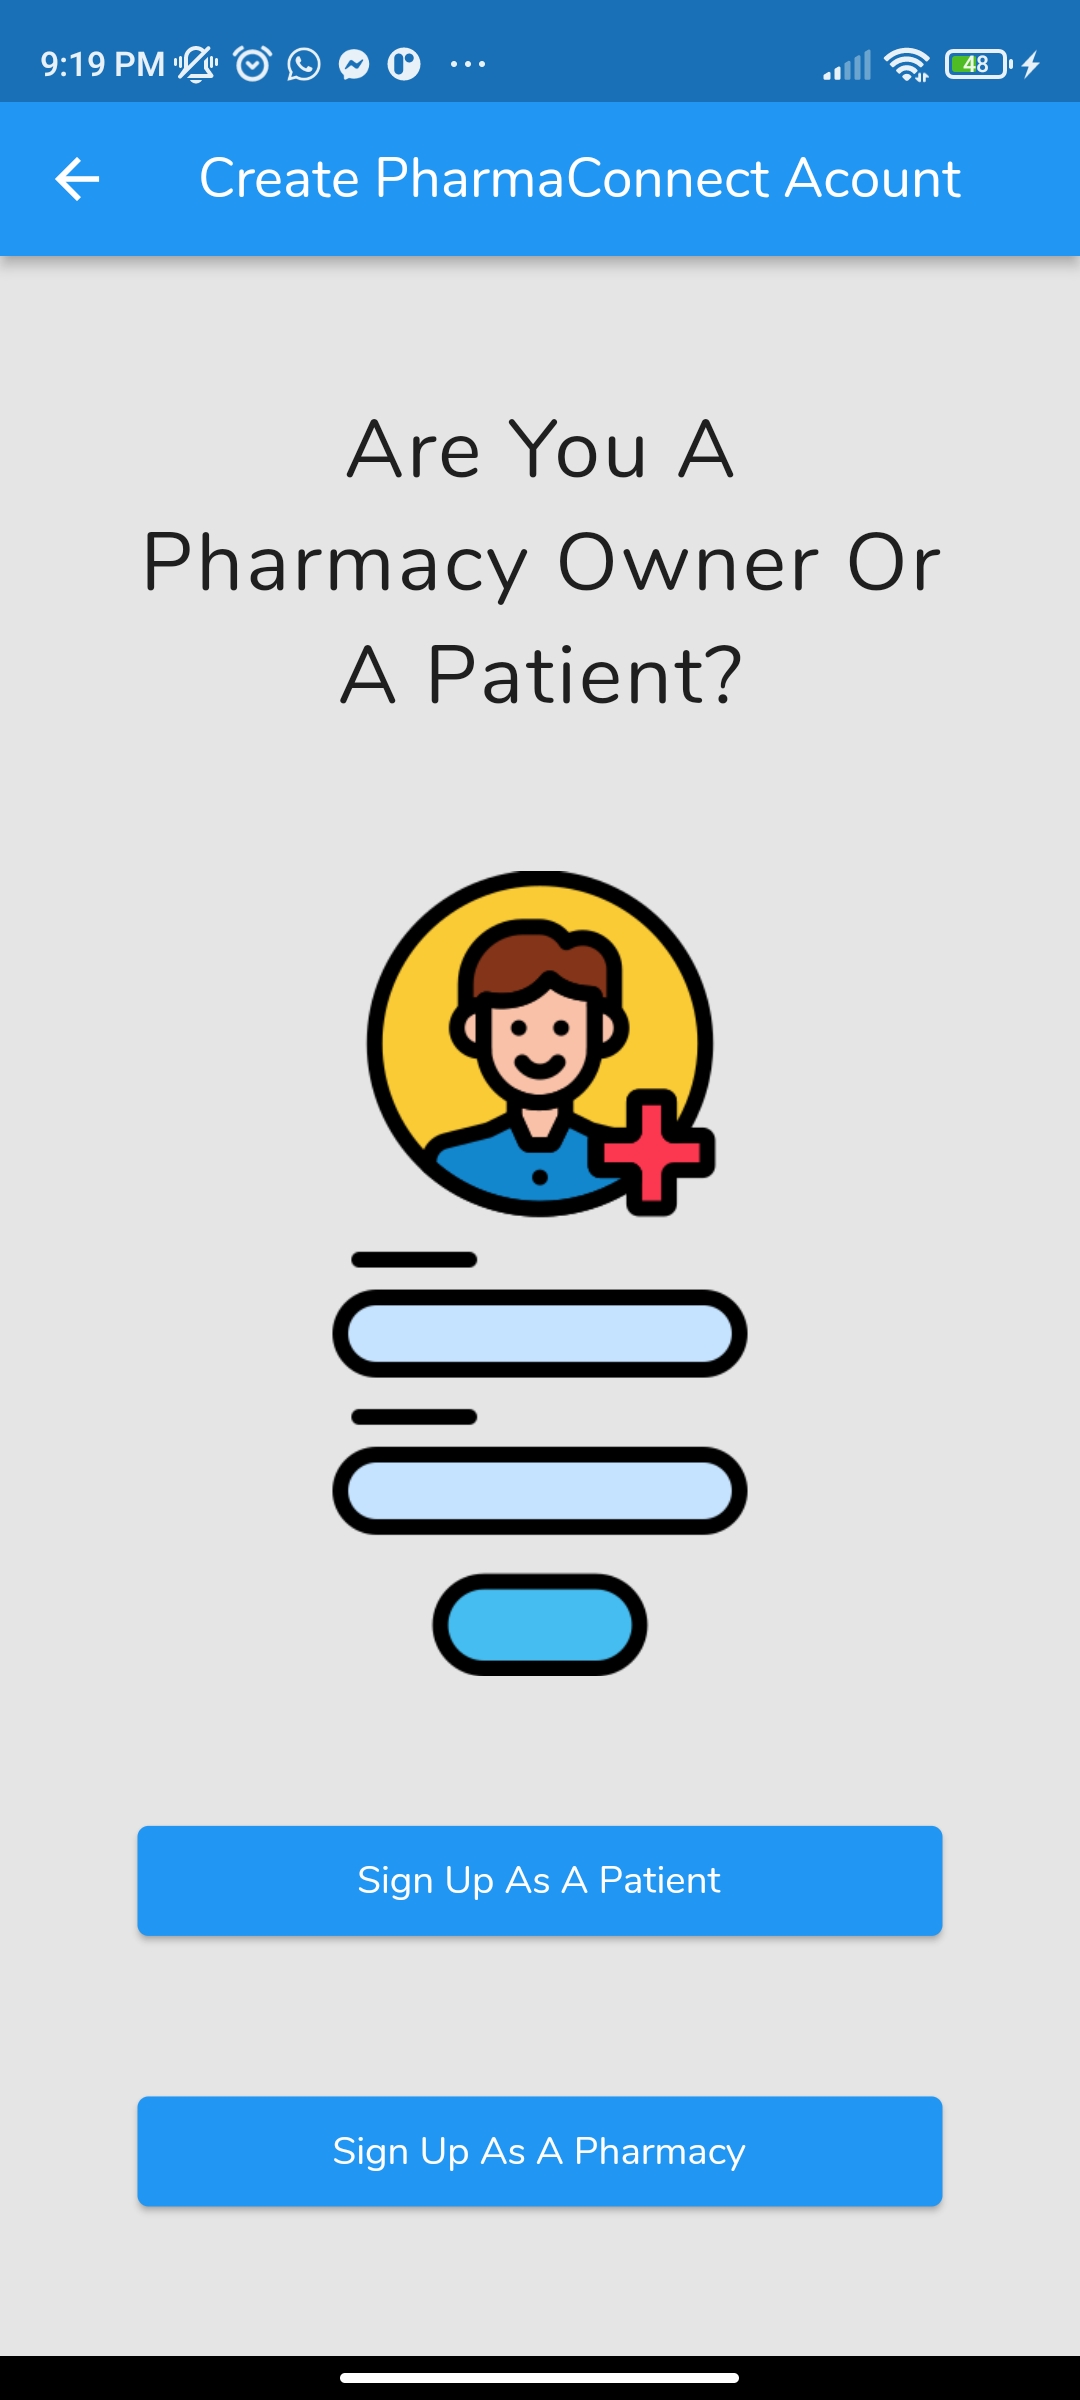 9:19 PM
48
Create PharmaConnect Acount
Are You A
Pharmacy Owner Or
A Patient?
Sign Up As A Patient
Sign Up As A Pharmacy